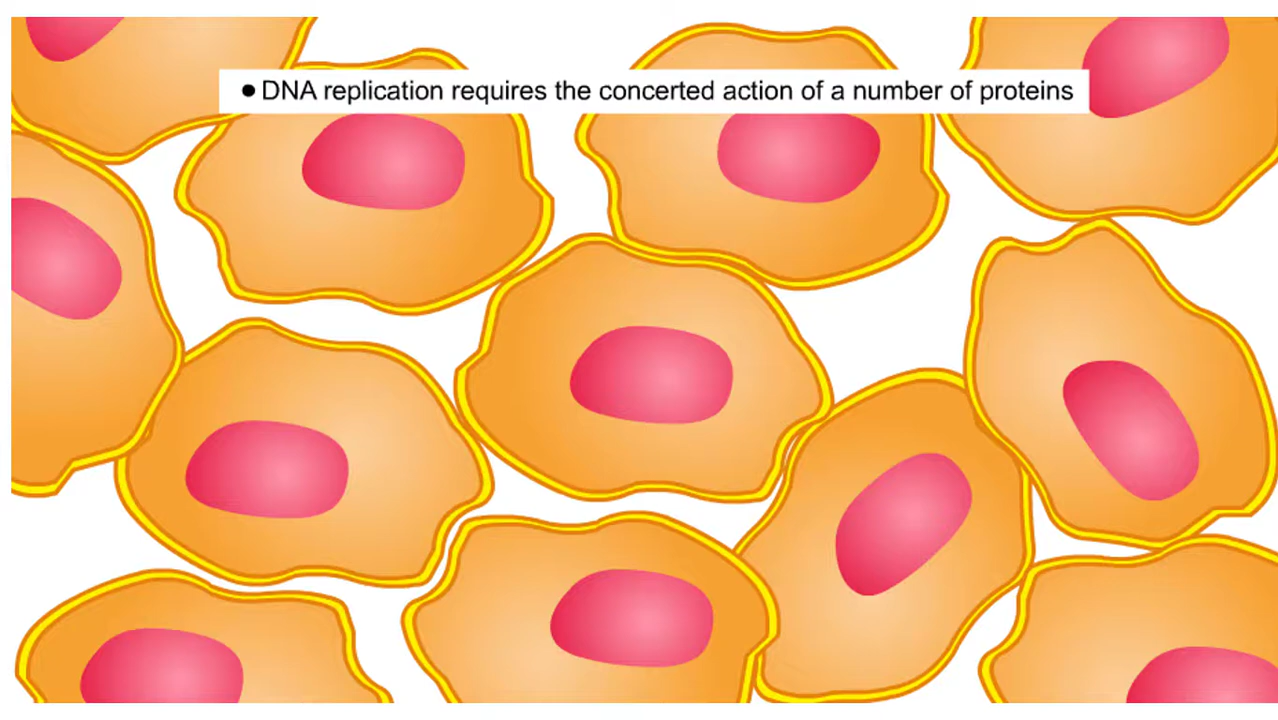 ● DNA replication requires the concerted action of a number of proteins